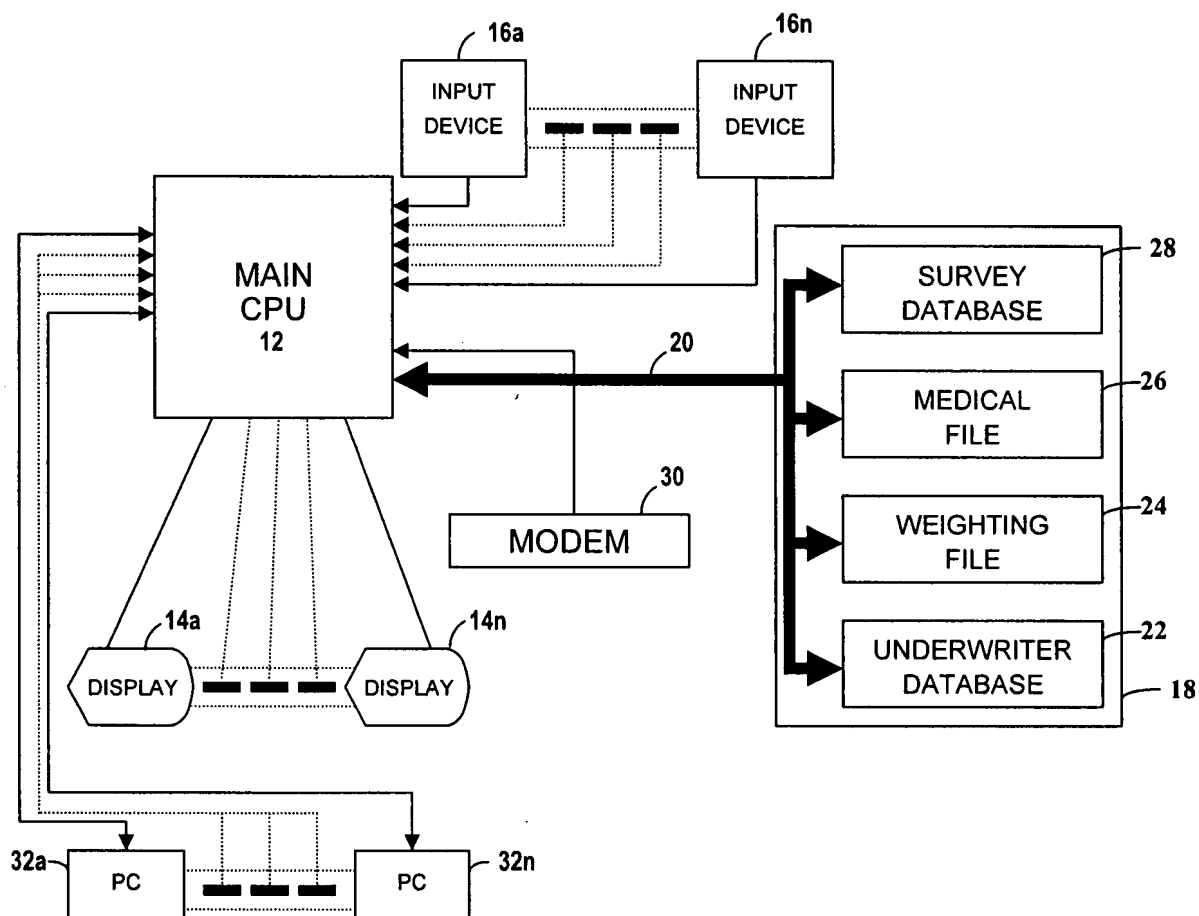 16a
16n
INPUT
DEVICE
INPUT
DEVICE
MAIN
CPU
12
28
SURVEY
DATABASE
20
26
MEDICAL
FILE
30
MODEM
24
WEIGHTING
FILE
14a
14n
DISPLAY
DISPLAY
22
UNDERWRITER
DATABASE
18
32a
PC
PC
32n